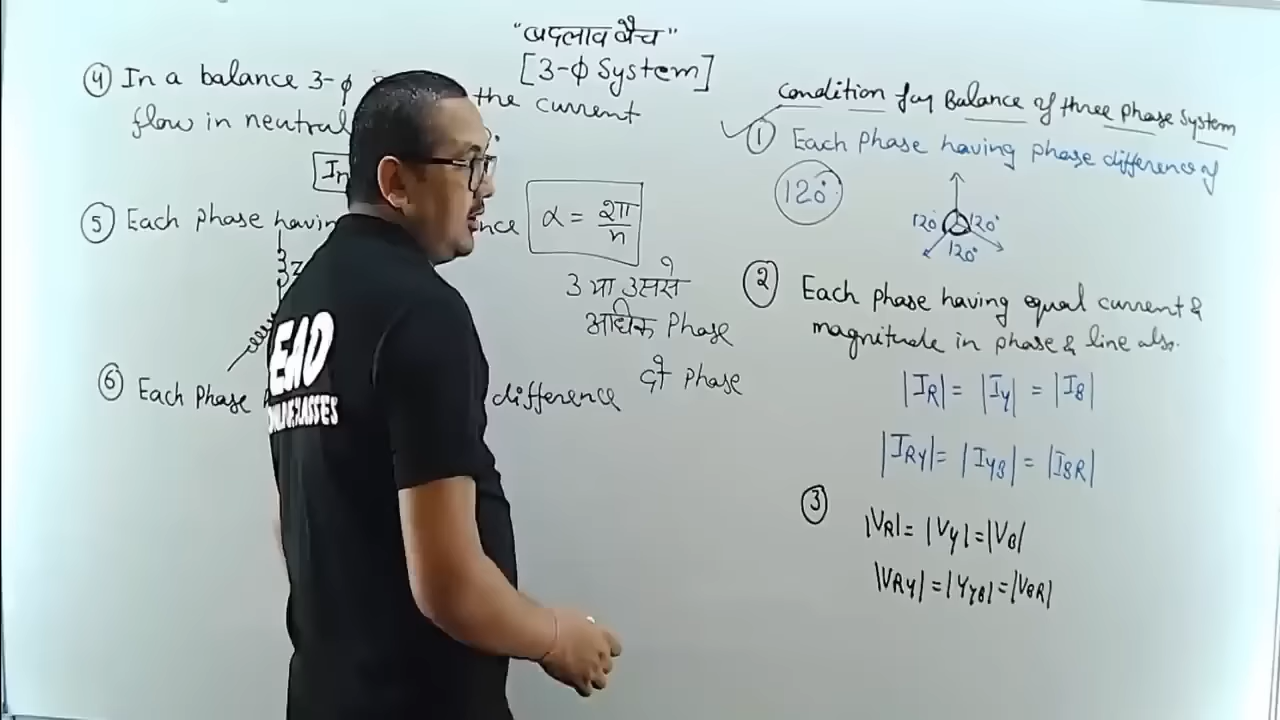 "बदलाव बैच"
[3-ϕ System]
④ In a balance 3-ϕ the current
flow in neutral
In
⑤ Each phase
α = 2π/n
3 या उससे
अधिक Phase
⑥ Each Phase difference
phase
condition for Balance of three phase system
① Each Phase having phase difference of
120°
120° 120°
120°
② Each phase having equal current &
magnitude in phase & line also.
|IR| = |IY| = |IB|
|IRY| = |IYB| = |IBR|
③
|VR| = |VY| = |VB|
|VRY| = |VYB| = |VBR|
Z
EAD
CLASSES